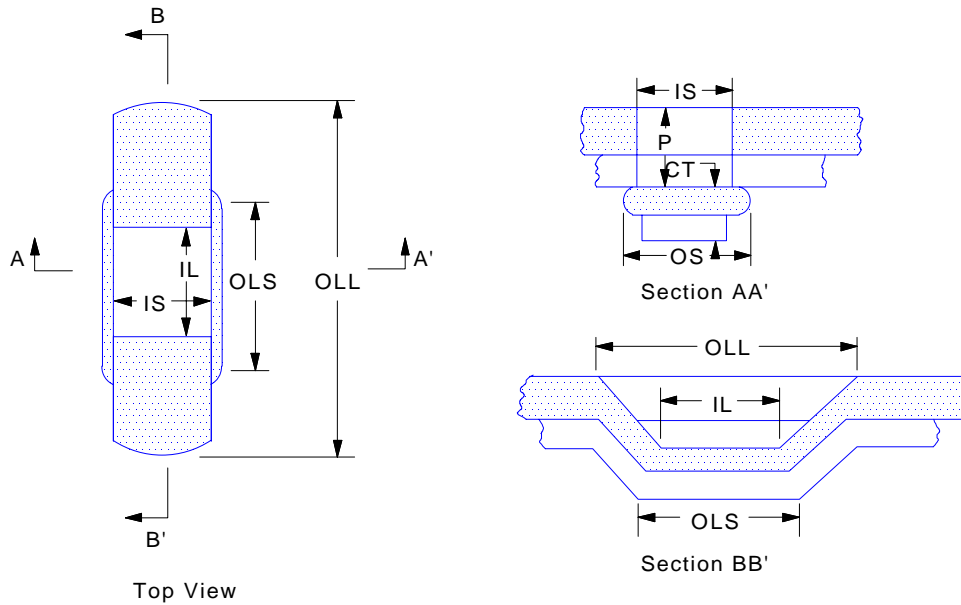 B
A
A'
IL
IS
OLS
OLL
B'
Top View
IS
P
CT
OS
Section AA'
OLL
IL
OLS
Section BB'